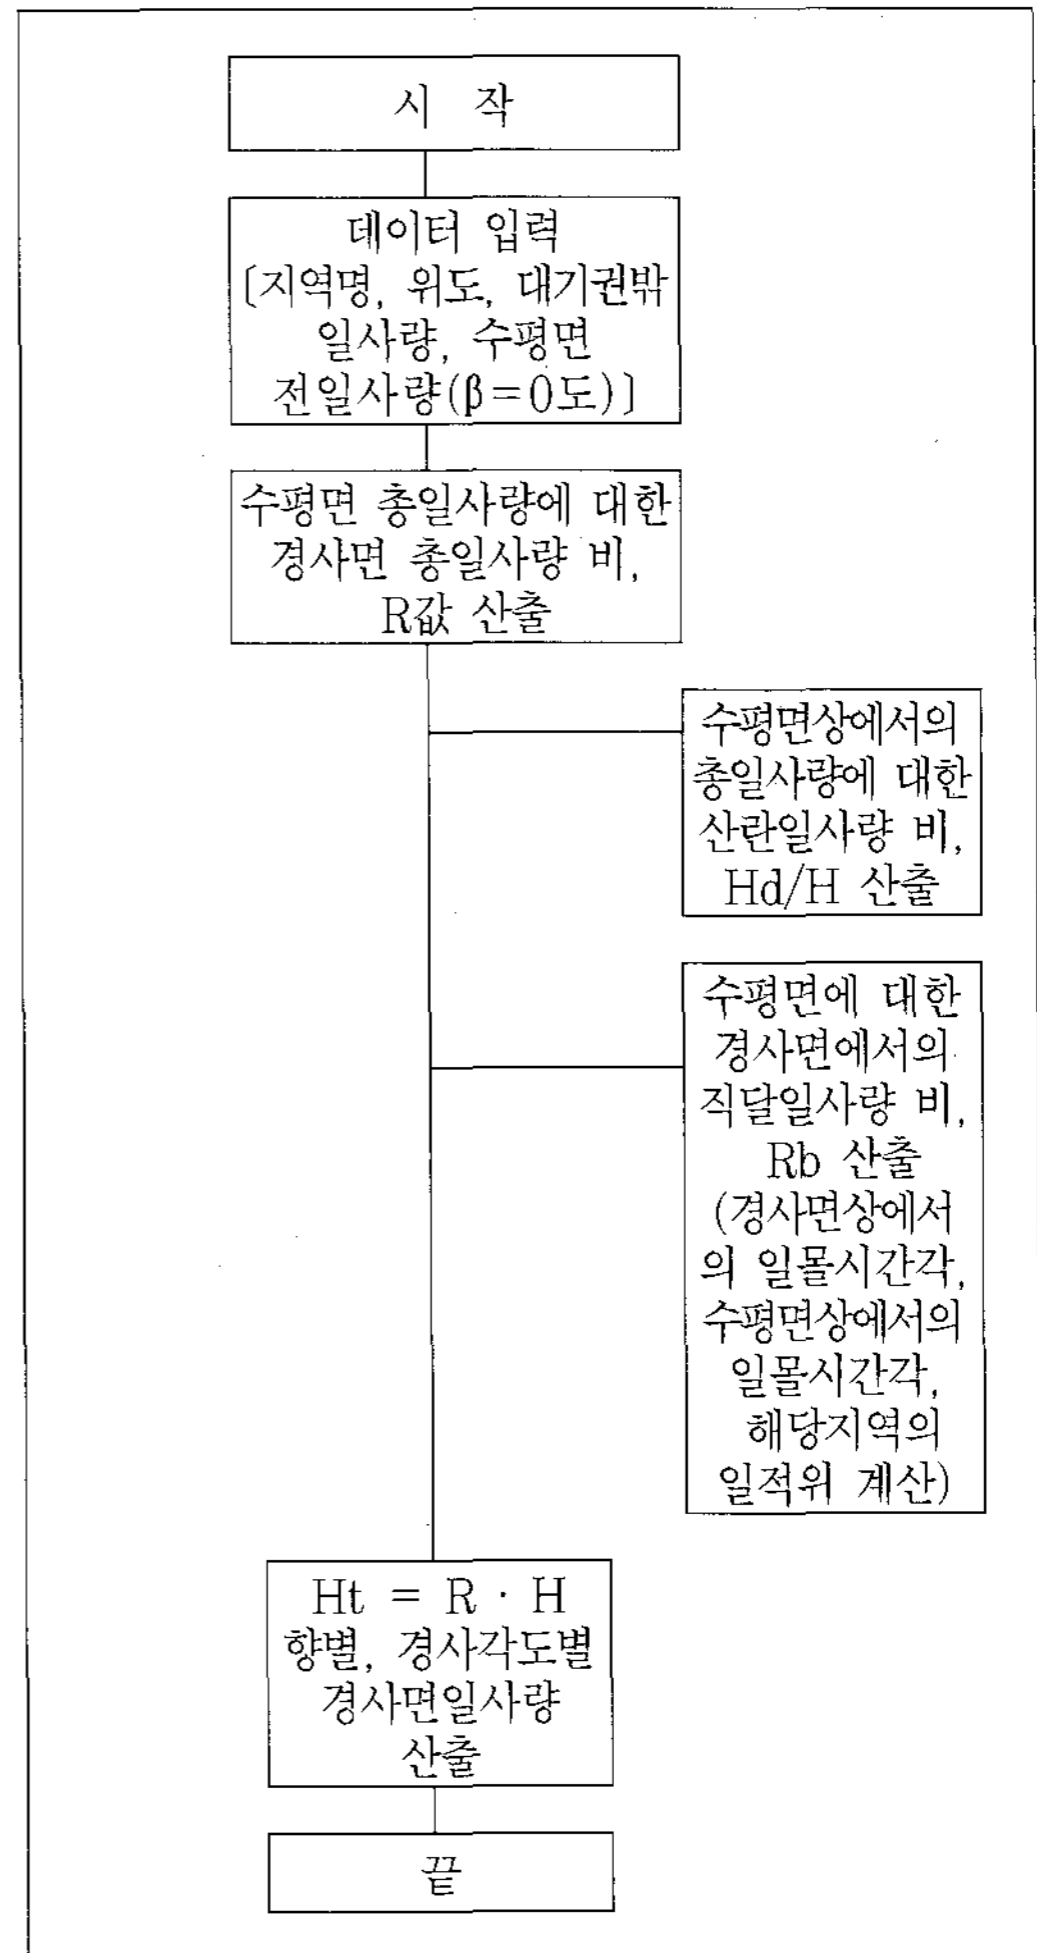 시 작
데이터 입력
〔지역명, 위도, 대기권밖
일사량, 수평면
전일사량(β=0도)〕
수평면 총일사량에 대한
경사면 총일사량 비,
R값 산출
수평면상에서의
총일사량에 대한
산란일사량 비,
Hd/H 산출
수평면에 대한
경사면에서의
직달일사량 비,
Rb 산출
(경사면상에서
의 일몰시간각,
수평면상에서의
일몰시간각,
해당지역의
일적위 계산)
Ht = R · H
향별, 경사각도별
경사면일사량
산출
끝